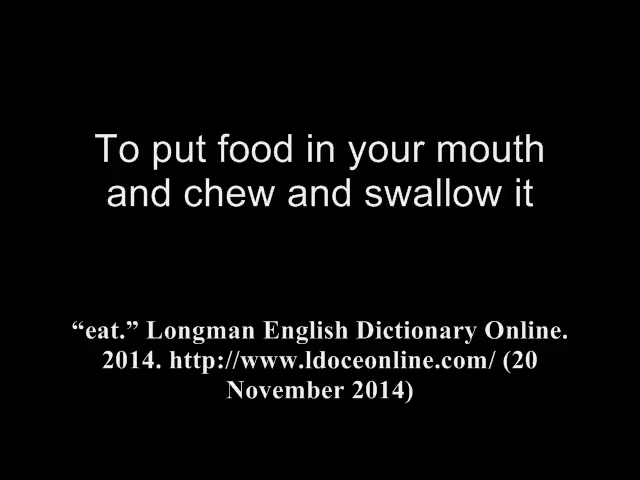 To put food in your mouth
and chew and swallow it
“eat.” Longman English Dictionary Online.
2014. http://www.ldoceonline.com/ (20
November 2014)